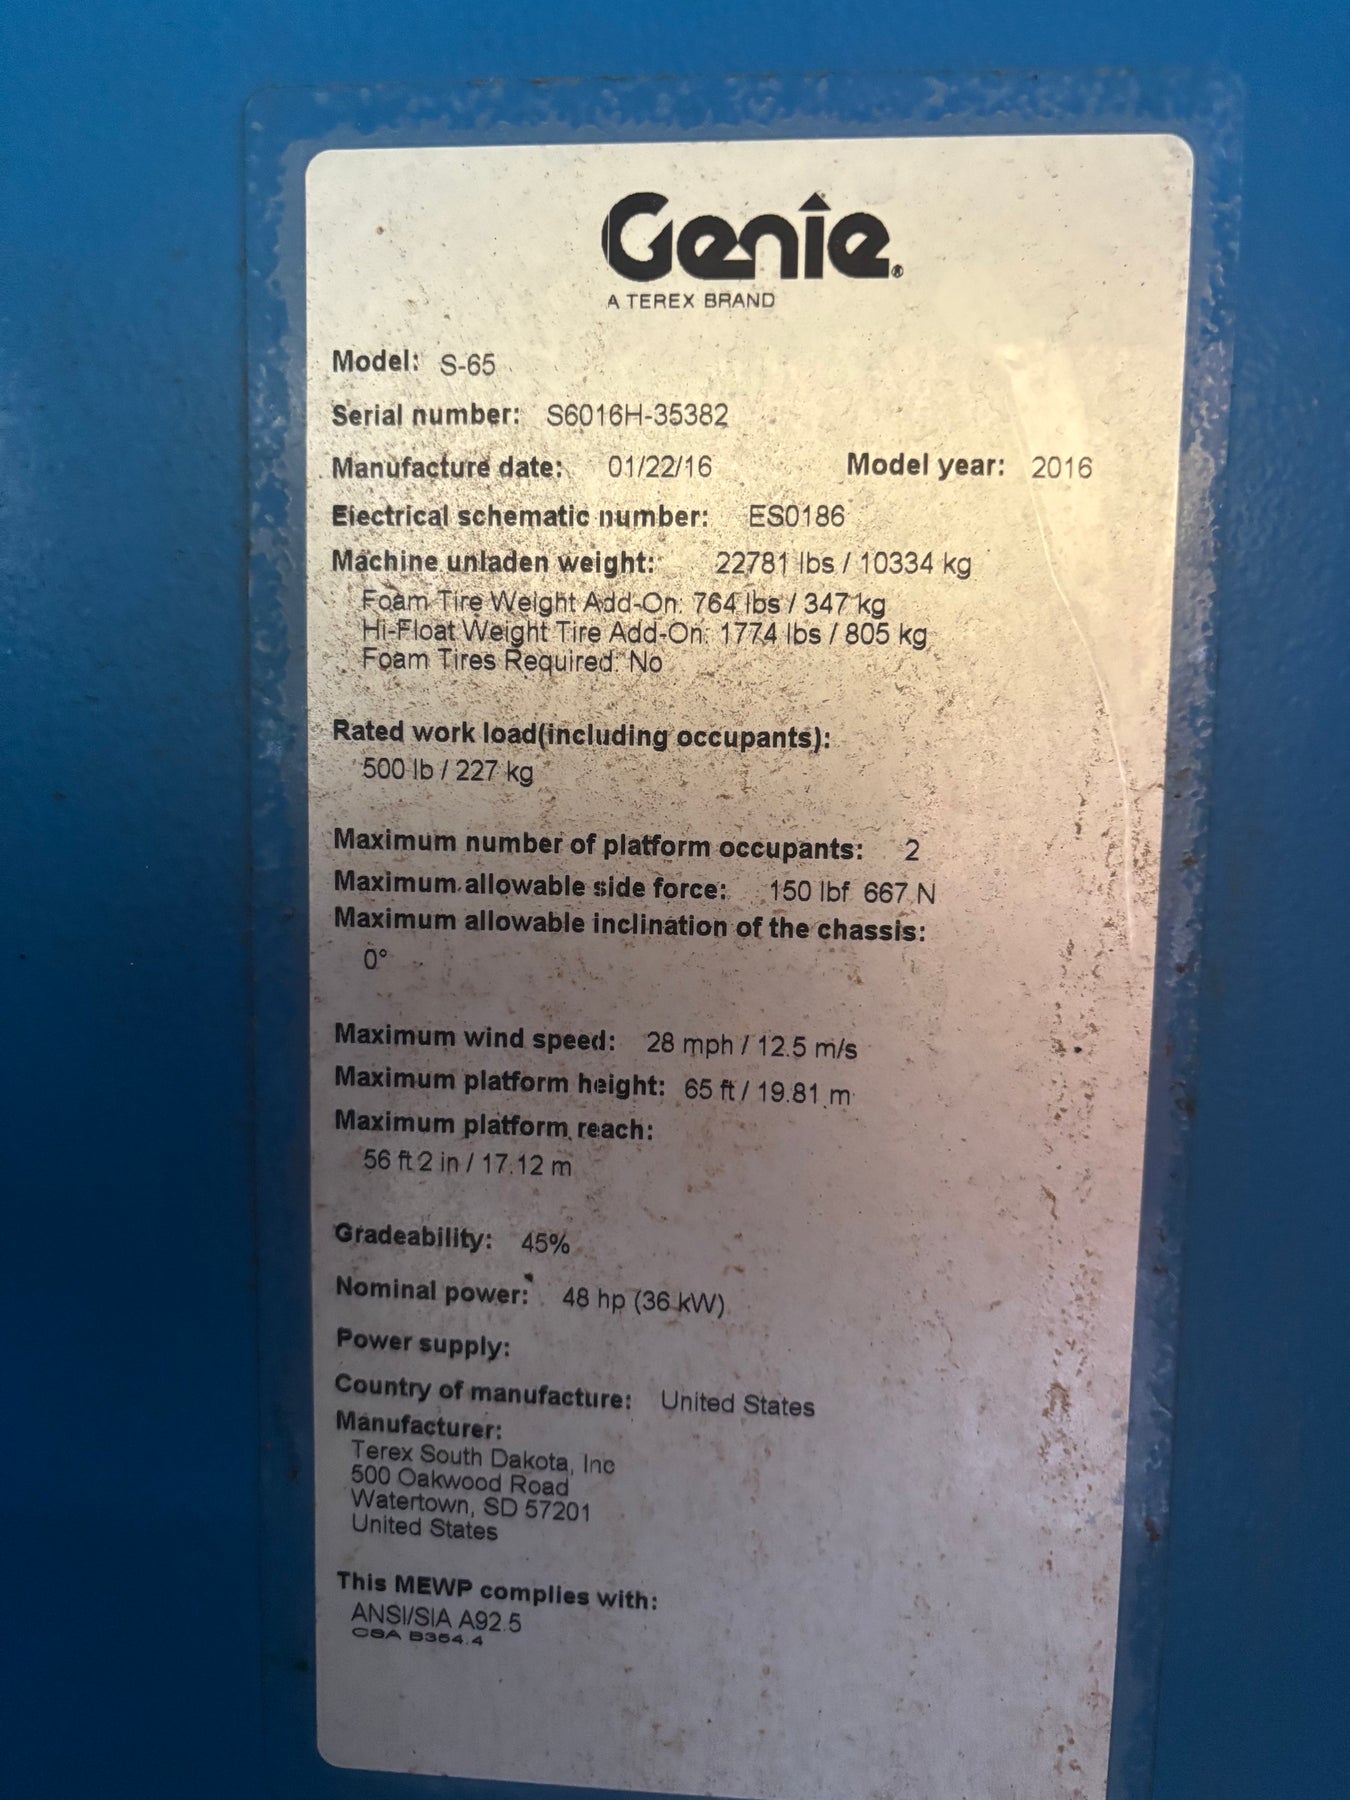 Genie®
A TEREX BRAND
Model: S-65
Serial number: S6016H-35382
Manufacture date: 01/22/16 Model year: 2016
Electrical schematic number: ES0186
Machine unladen weight: 22781 lbs / 10334 kg
Foam Tire Weight Add-On: 764 lbs / 347 kg
Hi-Float Weight Tire Add-On: 1774 lbs / 805 kg
Foam Tires Required: No
Rated work load(including occupants):
500 lb / 227 kg
Maximum number of platform occupants: 2
Maximum allowable side force: 150 lbf 667 N
Maximum allowable inclination of the chassis:
0°
Maximum wind speed: 28 mph / 12.5 m/s
Maximum platform height: 65 ft / 19.81 m
Maximum platform reach:
56 ft 2 in / 17.12 m
Gradeability: 45%
Nominal power: 48 hp (36 kW)
Power supply:
Country of manufacture: United States
Manufacturer:
Terex South Dakota, Inc
500 Oakwood Road
Watertown, SD 57201
United States
This MEWP complies with:
ANSI/SIA A92.5
CSA B354.4